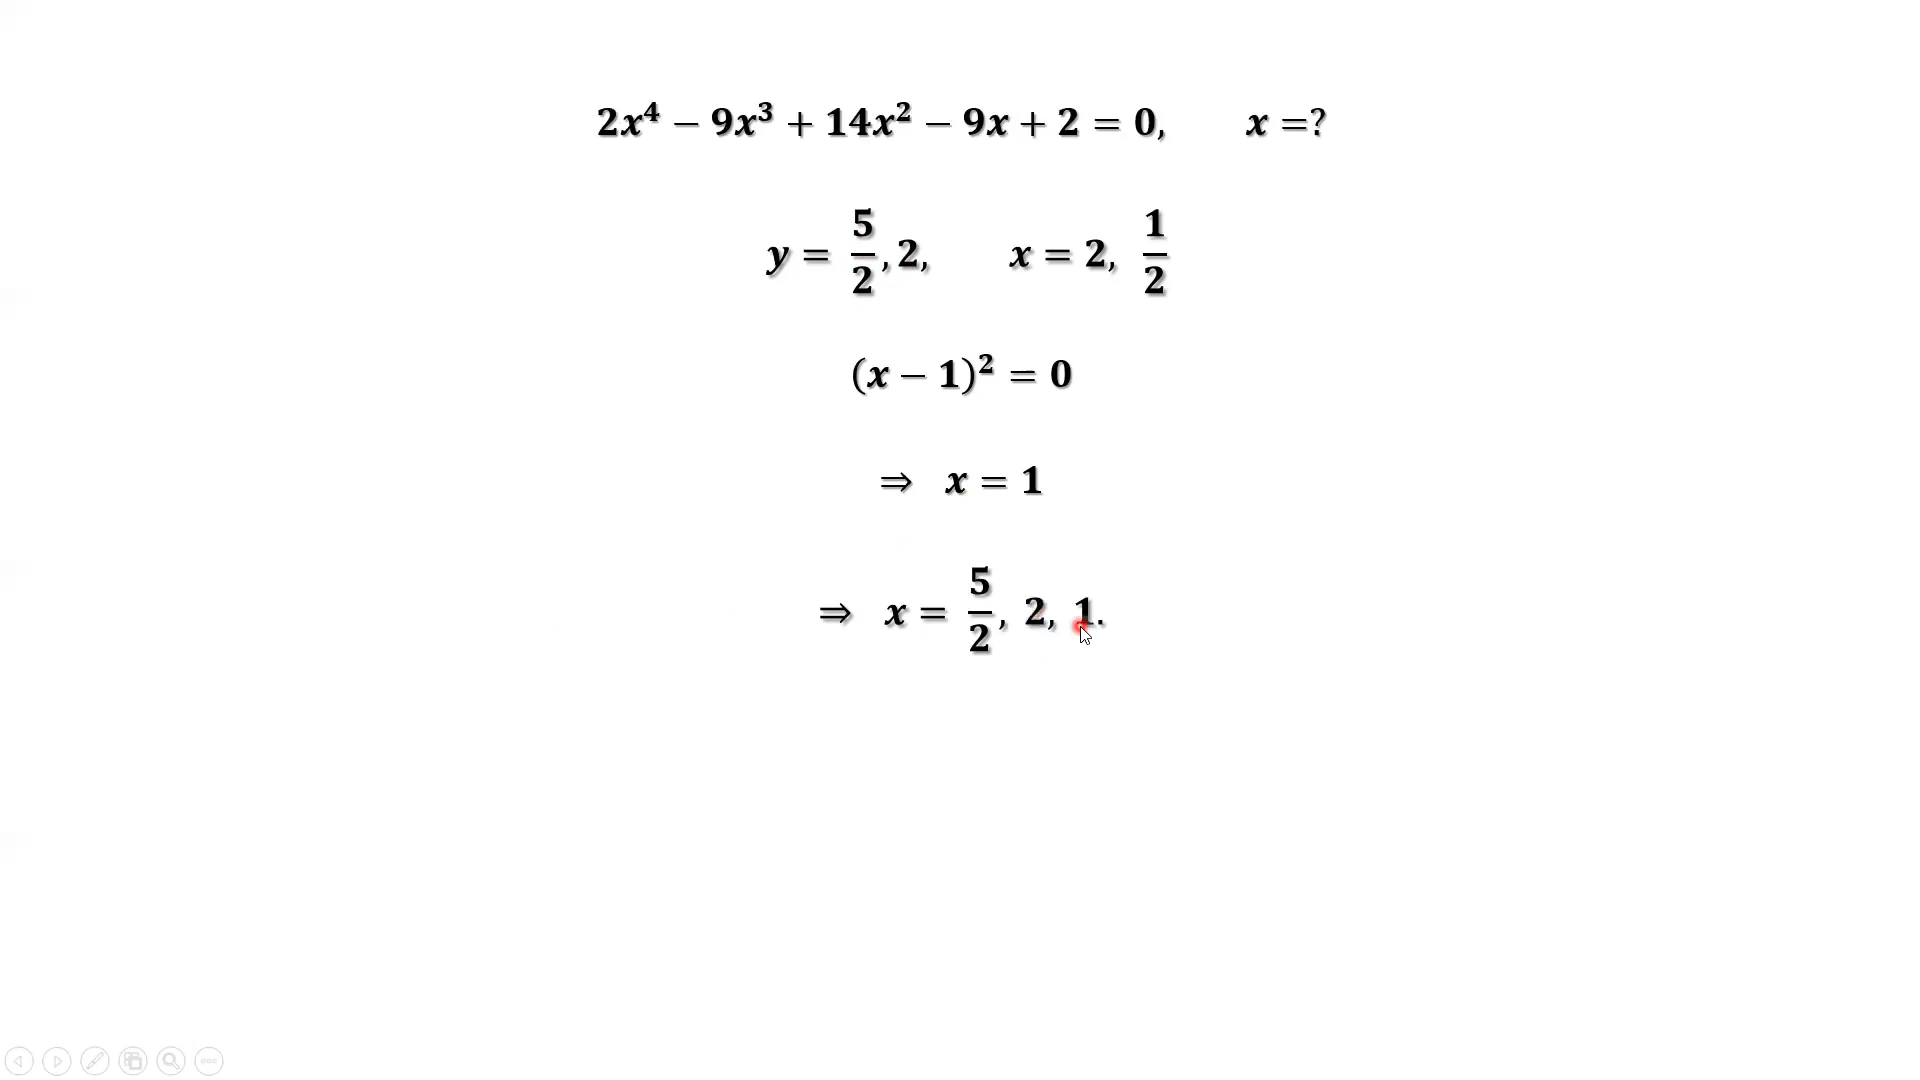 2x⁴ − 9x³ + 14x² − 9x + 2 = 0, x =?
y = 5/2, 2, x = 2, 1/2
(x − 1)² = 0
⇒ x = 1
⇒ x = 5/2, 2, 1.